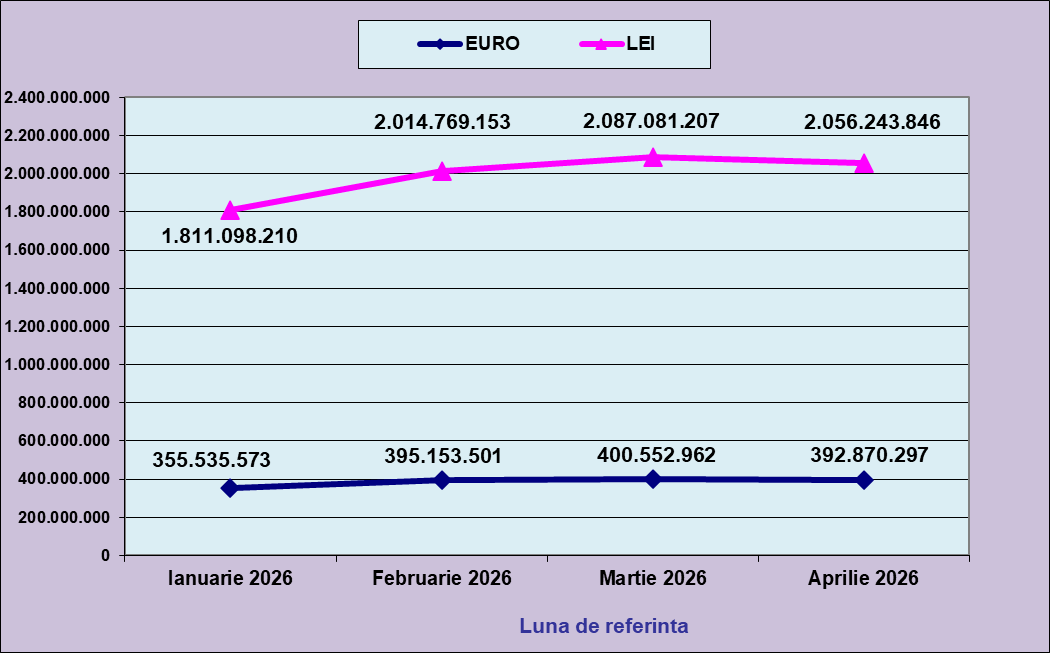 EURO LEI
2.400.000.000
2.200.000.000
2.000.000.000
1.800.000.000
1.600.000.000
1.400.000.000
1.200.000.000
1.000.000.000
800.000.000
600.000.000
400.000.000
200.000.000
0
2.014.769.153 2.087.081.207 2.056.243.846
1.811.098.210
355.535.573 395.153.501 400.552.962 392.870.297
Ianuarie 2026 Februarie 2026 Martie 2026 Aprilie 2026
Luna de referinta